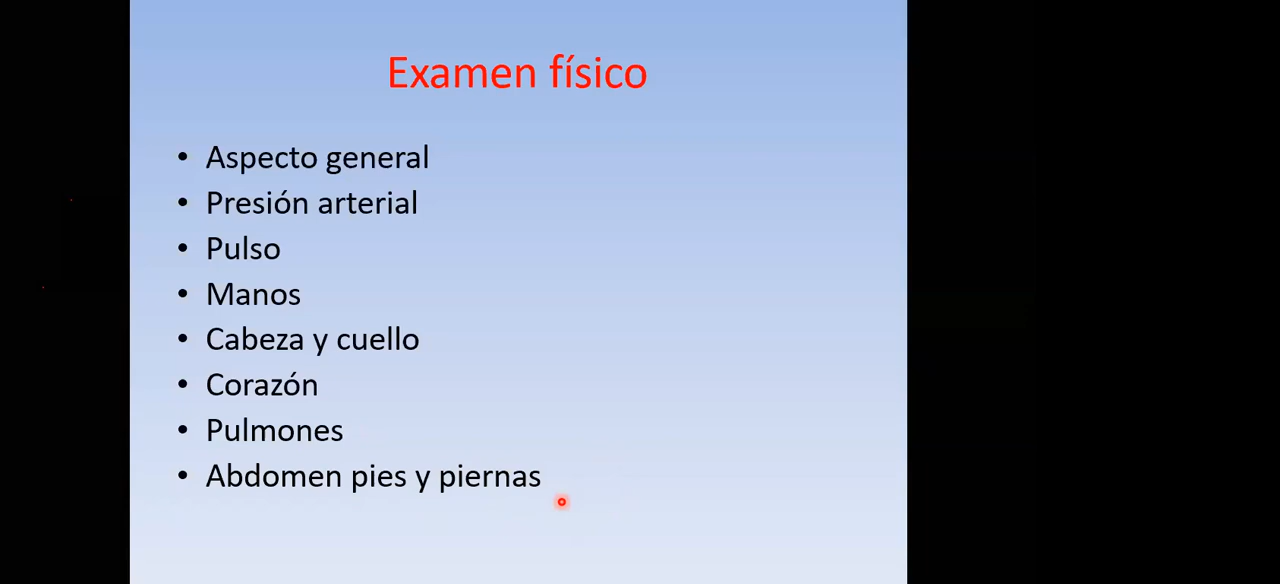 Examen físico
• Aspecto general
• Presión arterial
• Pulso
• Manos
• Cabeza y cuello
• Corazón
• Pulmones
• Abdomen pies y piernas